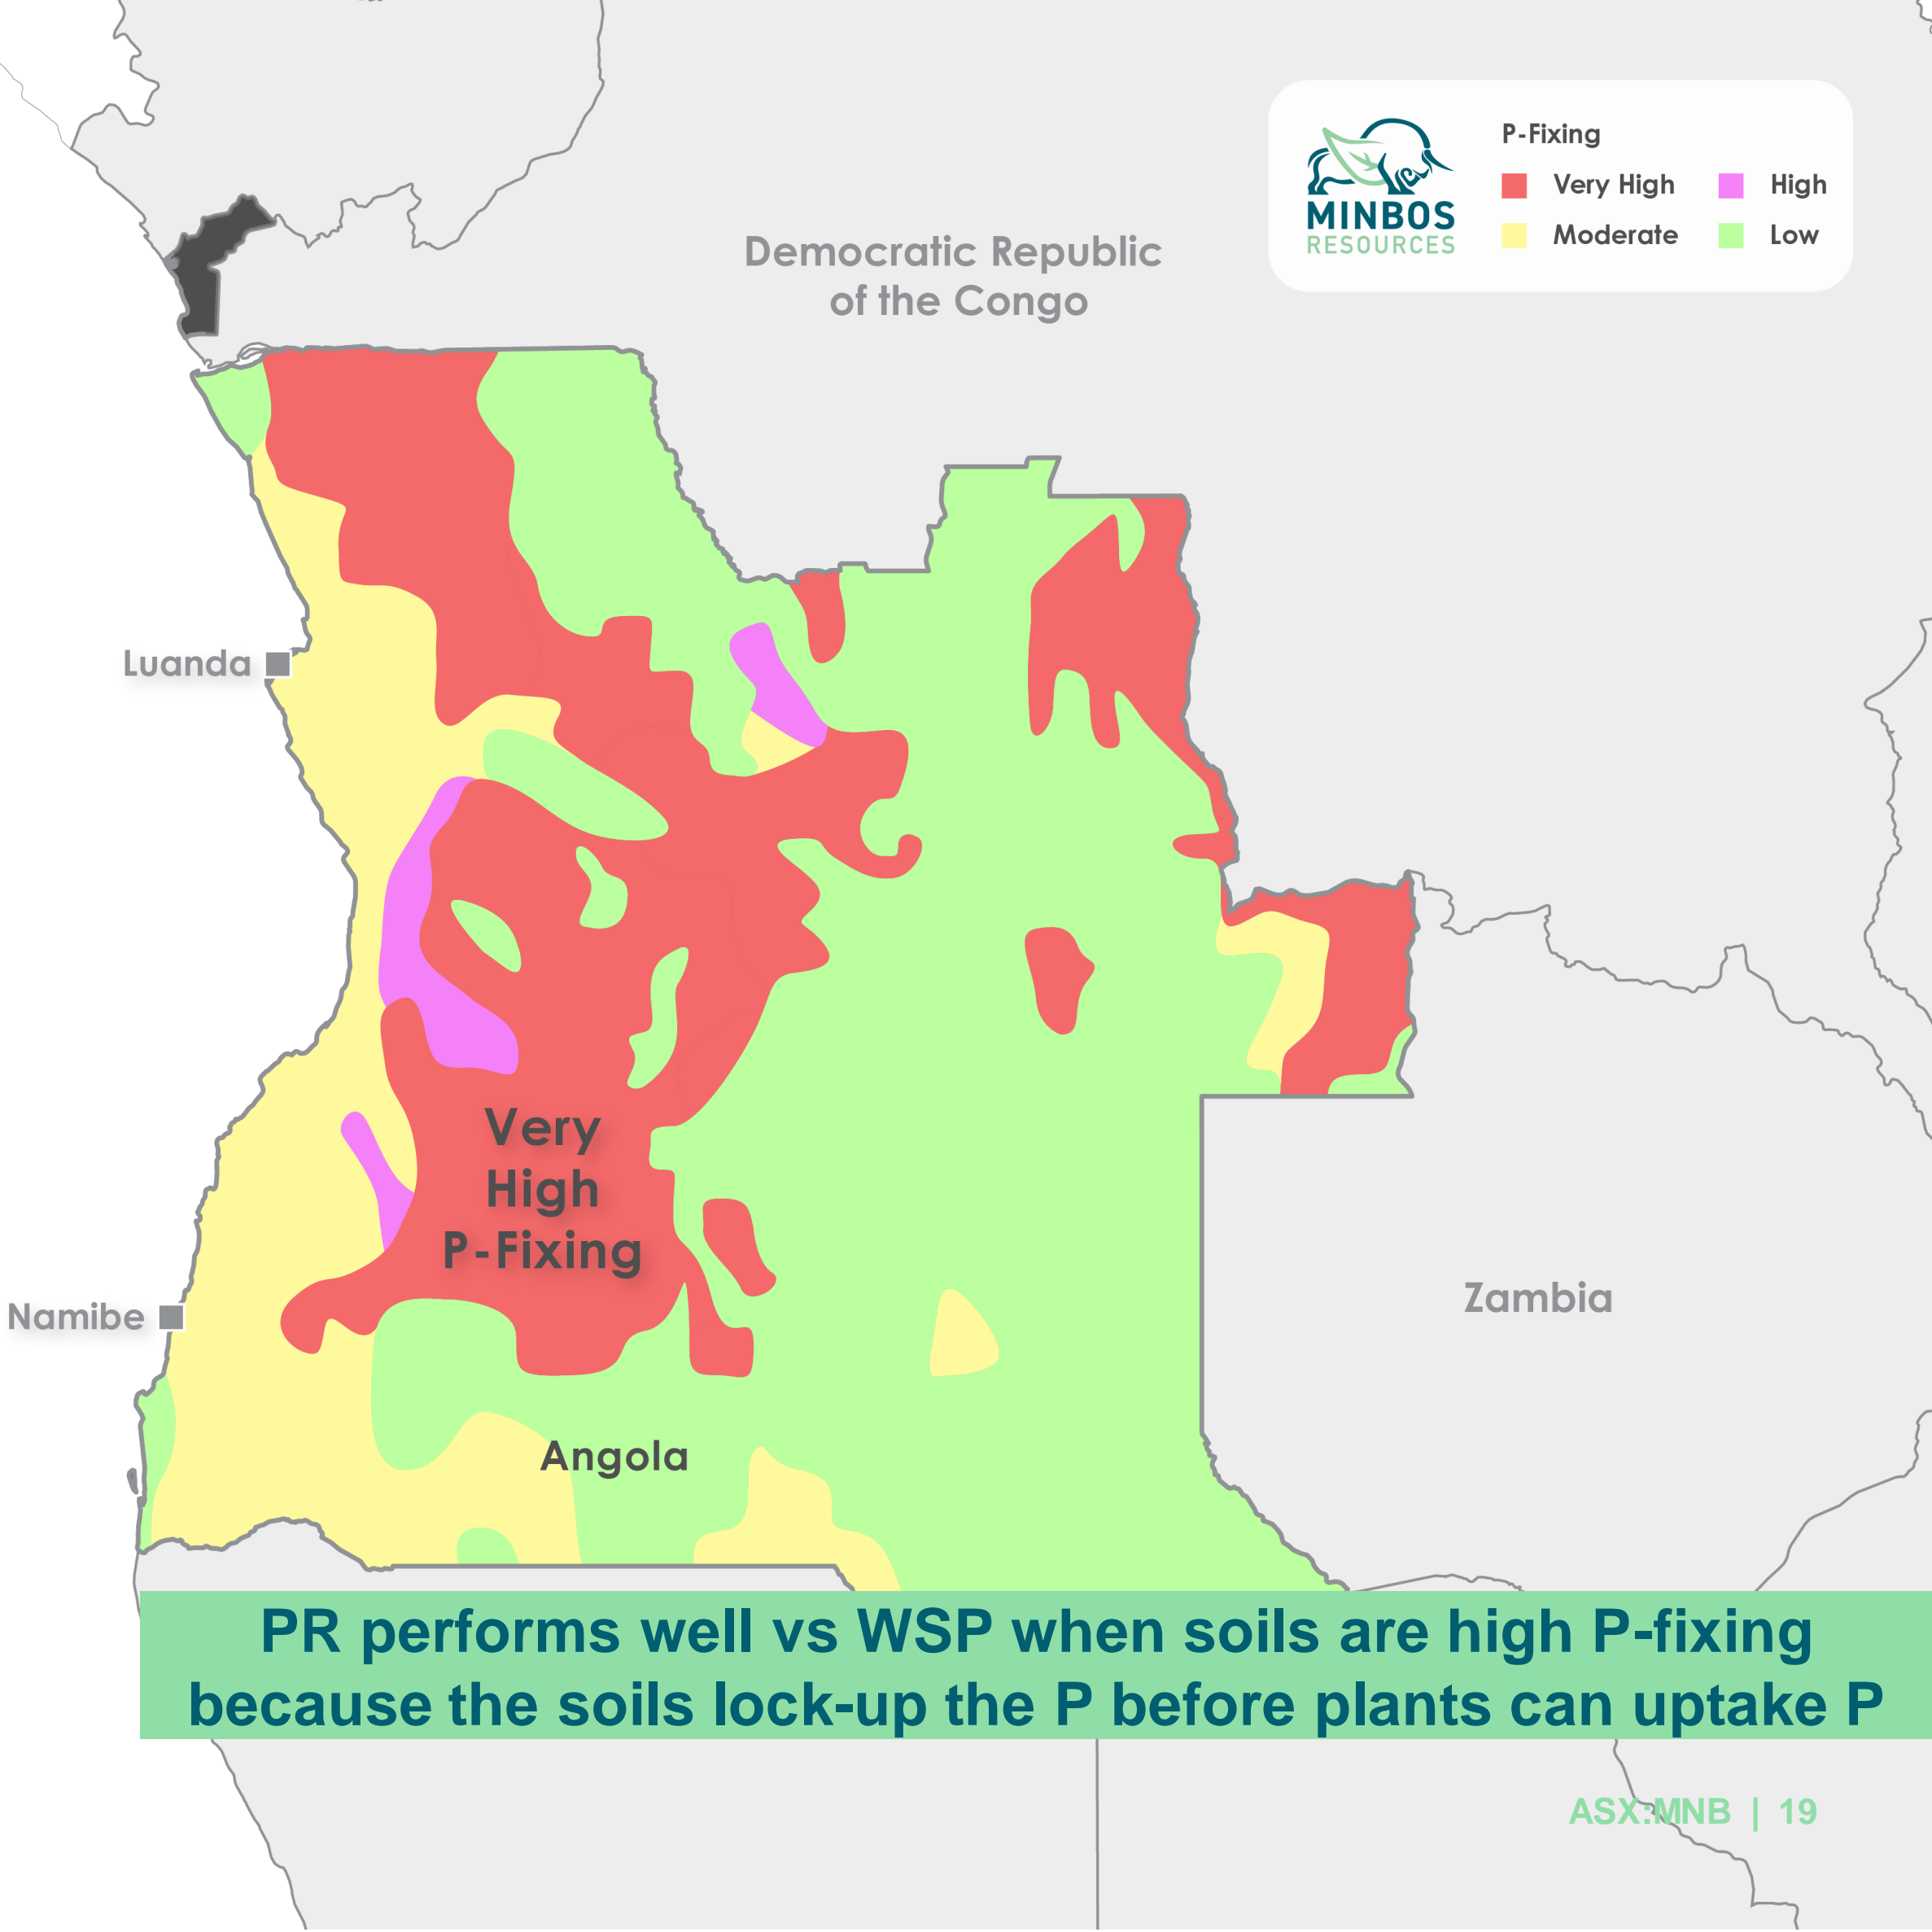 P-Fixing
Very High
High
Moderate
Low
MINBOS
RESOURCES
Democratic Republic
of the Congo
Luanda
Very
High
P-Fixing
Namibe
Zambia
Angola
PR performs well vs WSP when soils are high P-fixing
because the soils lock-up the P before plants can uptake P
ASX:MNB | 19